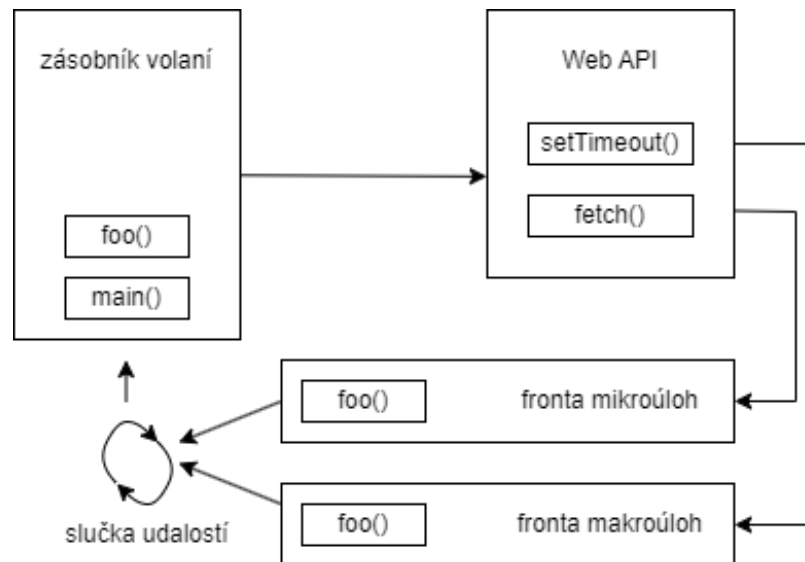 zásobník volaní
foo()
main()
Web API
setTimeout()
fetch()
foo()
fronta mikroúloh
foo()
fronta makroúloh
slučka udalostí